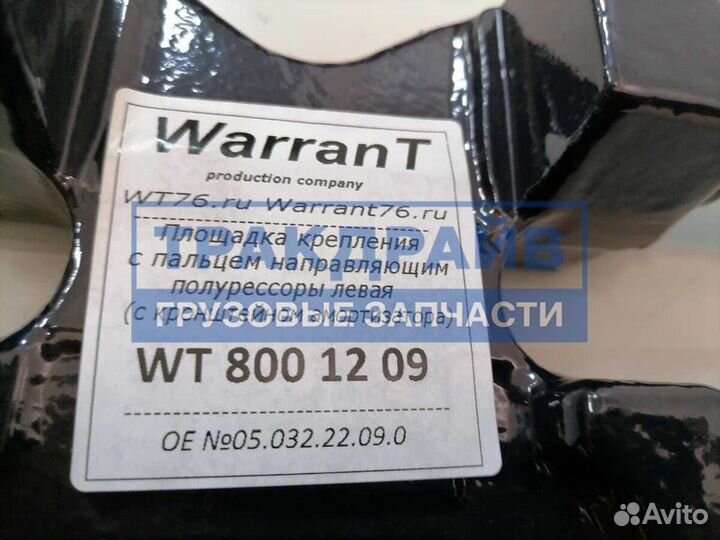 WarranT
production company
WT76.ru Warrant76.ru
Площадка крепления
с пальцем направляющим
полурессоры левая
(с кронштейном амортизатора)
WT 800 12 09
OE №05.032.22.09.0
ТРАКДРАЙВ
ГРУЗОВЫЕ ЗАПЧАСТИ
Avito